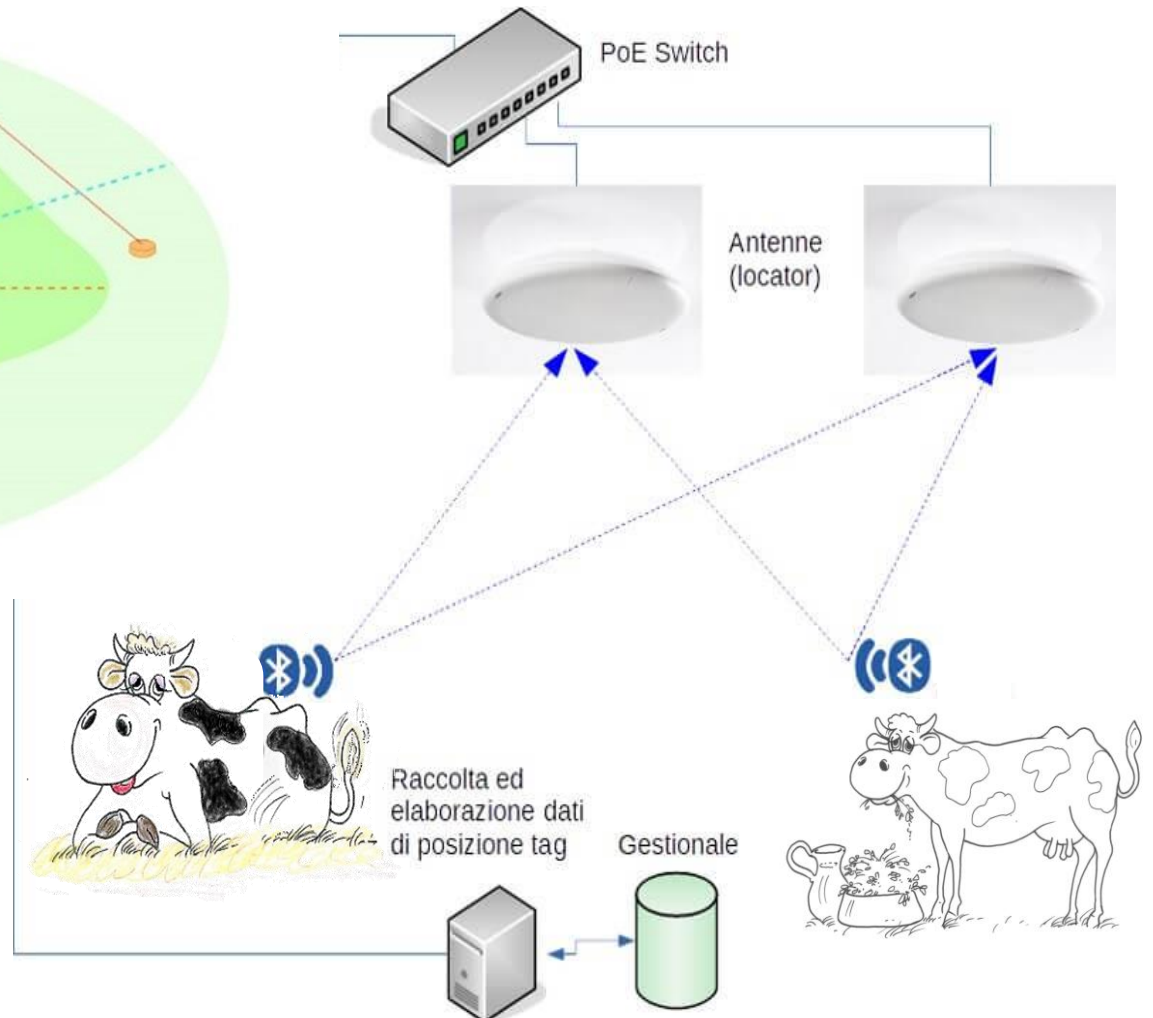 PoE Switch
Antenne
(locator)
Raccolta ed
elaborazione dati
di posizione tag
Gestionale